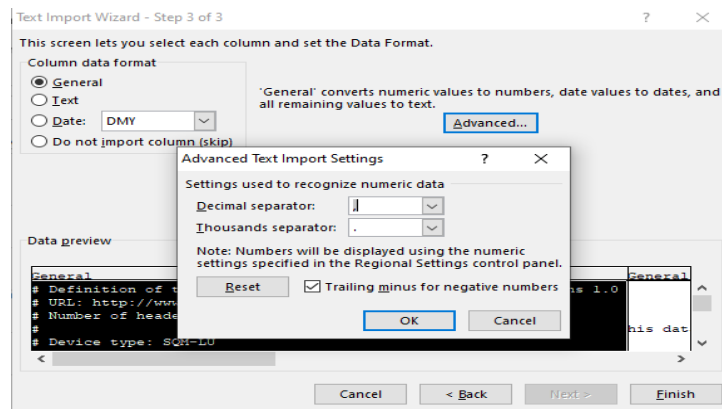 Text Import Wizard - Step 3 of 3 ? ×
This screen lets you select each column and set the Data Format.
Column data format
General
Text
Date: DMY
Do not import column (skip)
'General' converts numeric values to numbers, date values to dates, and
all remaining values to text.
Advanced...
Advanced Text Import Settings ? ×
Settings used to recognize numeric data
Decimal separator: ,
Thousands separator: .
Note: Numbers will be displayed using the numeric
settings specified in the Regional Settings control panel.
Reset Trailing minus for negative numbers
OK Cancel
Data preview
General General
# Definition of t ns 1.0
# URL: http://www
# Number of heade
# his dat
# Device type: SQM-LU
Cancel < Back Next > Finish